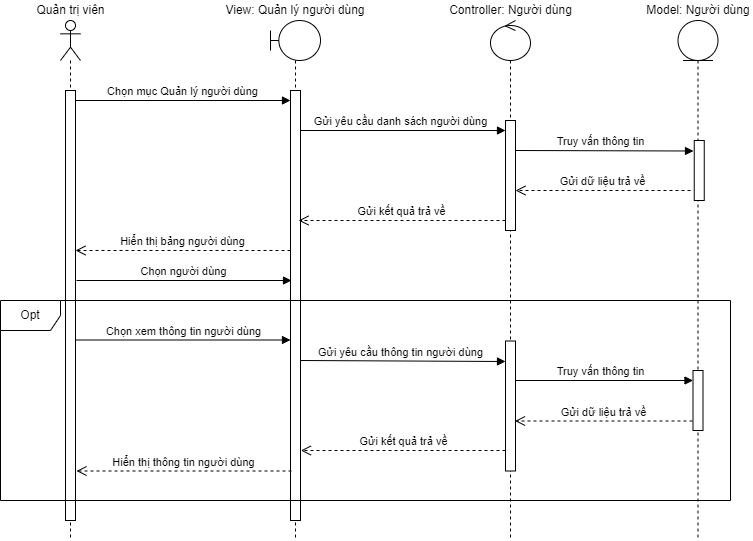 Quản trị viên
View: Quản lý người dùng
Controller: Người dùng
Model: Người dùng
Chọn mục Quản lý người dùng
Gửi yêu cầu danh sách người dùng
Truy vấn thông tin
Gửi dữ liệu trả về
Gửi kết quả trả về
Hiển thị bảng người dùng
Chọn người dùng
Opt
Chọn xem thông tin người dùng
Gửi yêu cầu thông tin người dùng
Truy vấn thông tin
Gửi dữ liệu trả về
Gửi kết quả trả về
Hiển thị thông tin người dùng